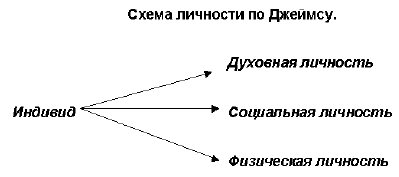 Схема личности по Джеймсу.
Духовная личность
Индивид
Социальная личность
Физическая личность